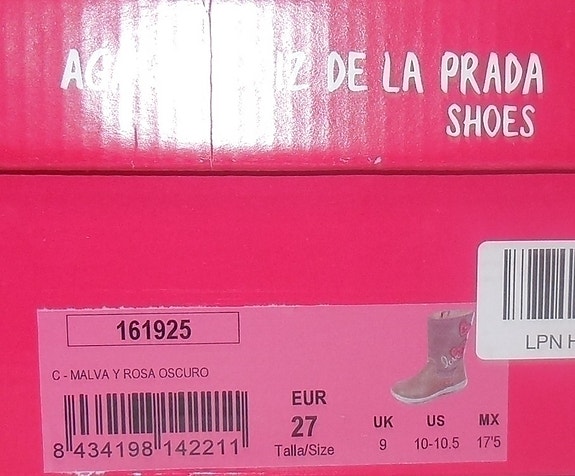 DE LA PRADA
SHOES
161925
C - MALVA Y ROSA OSCURO
8 434198 142211
EUR
27
Talla/Size
UK
9
US
10-10.5
MX
17'5
LPN